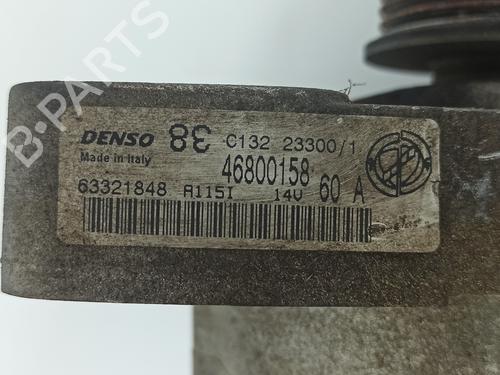 DENSO 8E C132 23300/1
Made in Italy
46800158 60 A
63321848 A115I 14V
B-PARTS